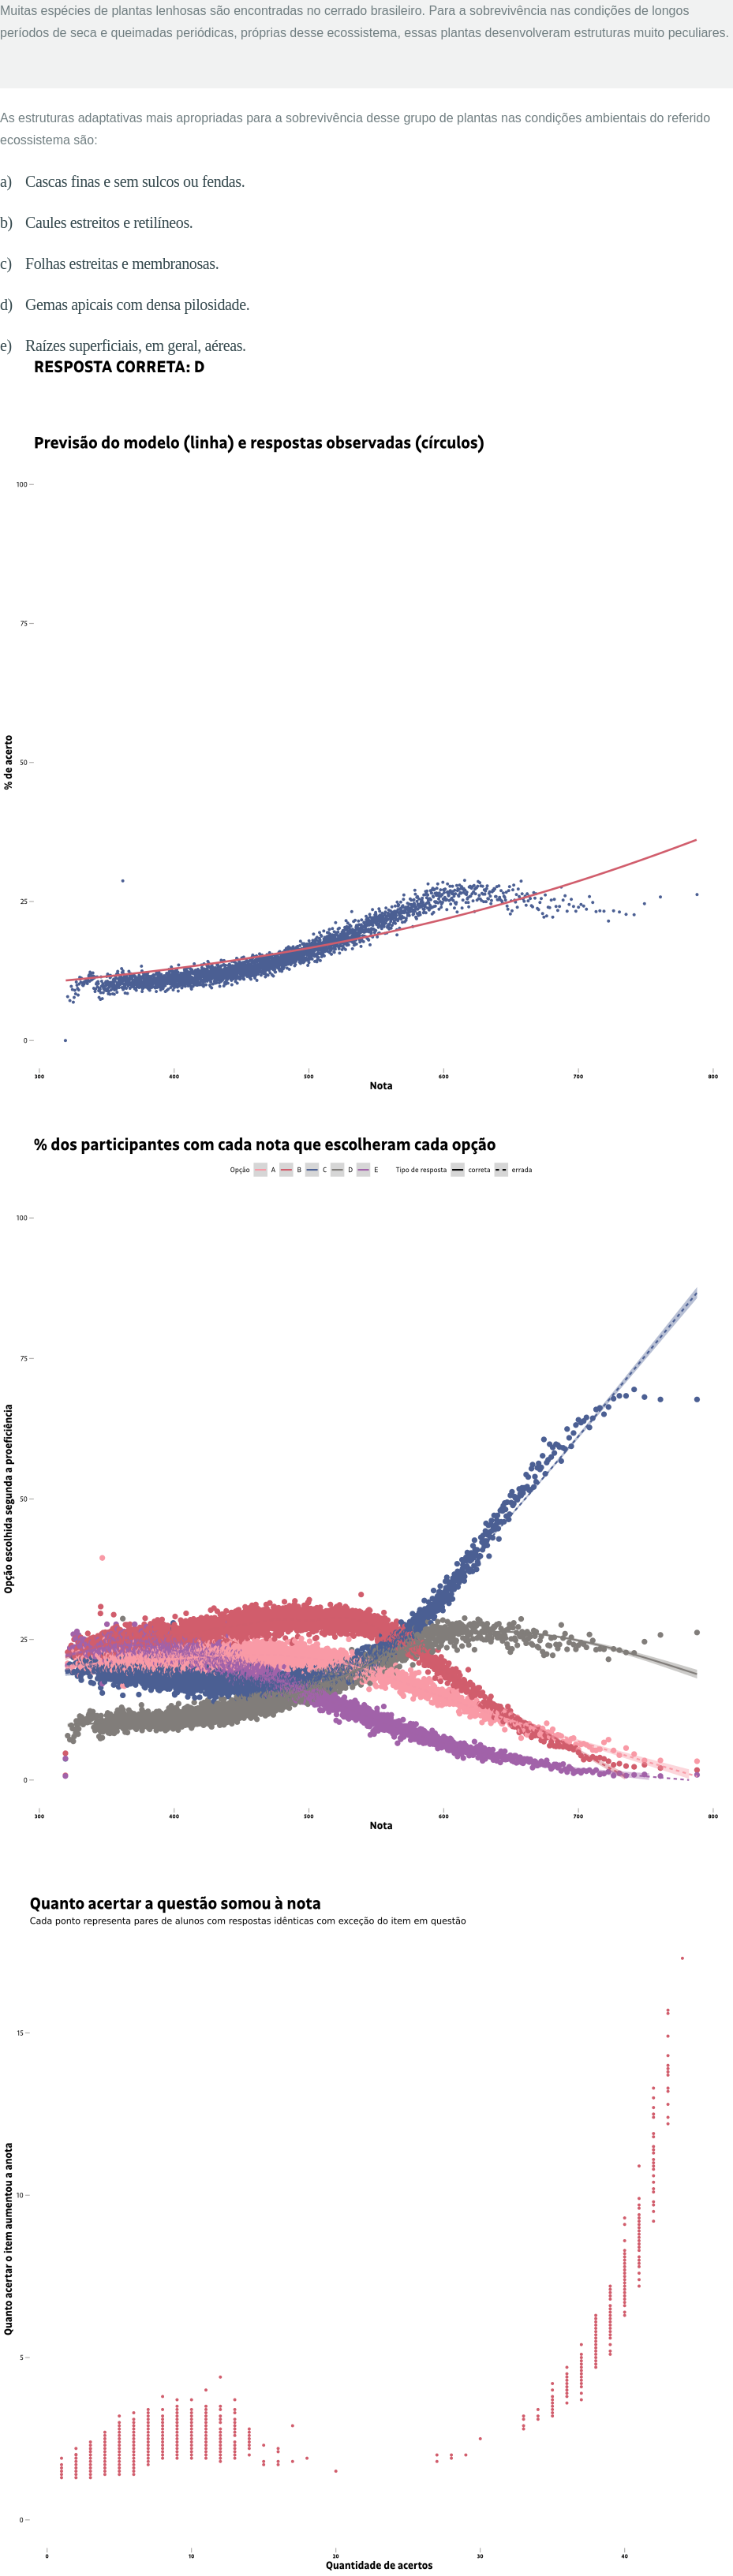 Muitas espécies de plantas lenhosas são encontradas no cerrado brasileiro. Para a sobrevivência nas condições de longos
períodos de seca e queimadas periódicas, próprias desse ecossistema, essas plantas desenvolveram estruturas muito peculiares.
As estruturas adaptativas mais apropriadas para a sobrevivência desse grupo de plantas nas condições ambientais do referido
ecossistema são:
a) Cascas finas e sem sulcos ou fendas.
b) Caules estreitos e retilíneos.
c) Folhas estreitas e membranosas.
d) Gemas apicais com densa pilosidade.
e) Raízes superficiais, em geral, aéreas.
RESPOSTA CORRETA: D
Previsão do modelo (linha) e respostas observadas (círculos)
100
75
50
25
0
% de acerto
300 400 500 600 700 800
Nota
% dos participantes com cada nota que escolheram cada opção
Opção A B C D E Tipo de resposta correta errada
100
75
50
25
0
Opção escolhida segunda a proeficiência
300 400 500 600 700 800
Nota
Quanto acertar a questão somou à nota
Cada ponto representa pares de alunos com respostas idênticas com exceção do item em questão
15
10
5
0
Quanto acertar o item aumentou a anota
0 10 20 30 40
Quantidade de acertos